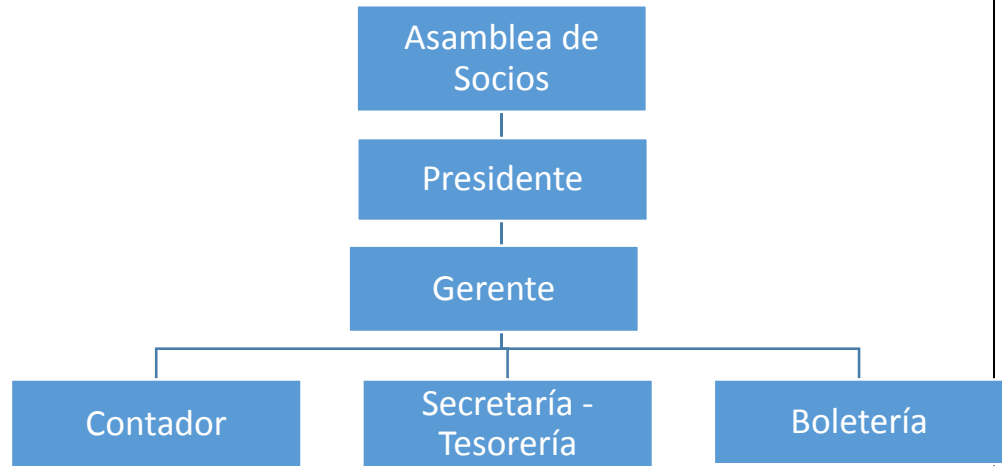 Asamblea de
Socios
Presidente
Gerente
Contador
Secretaría -
Tesorería
Boletería